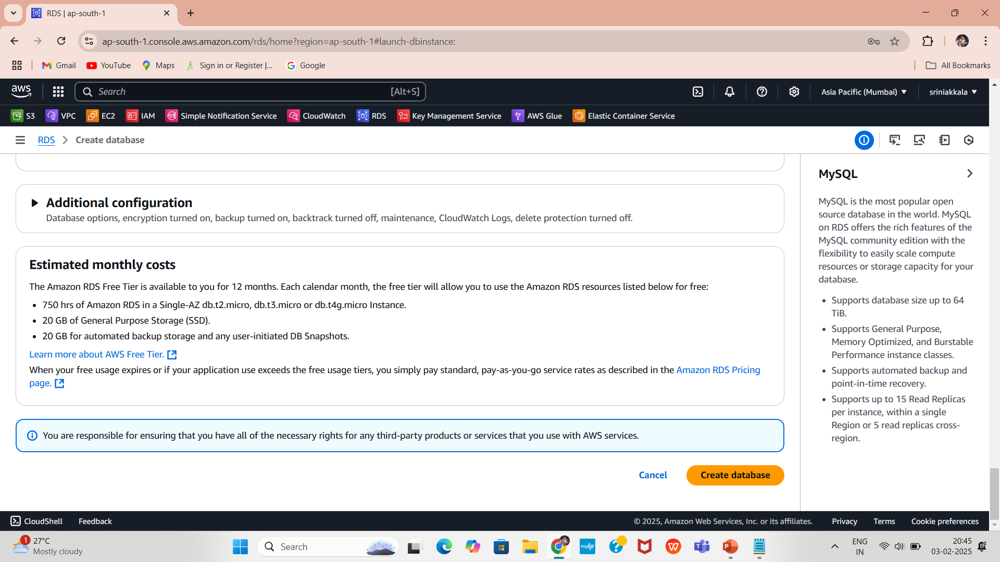 RDS | ap-south-1
ap-south-1.console.aws.amazon.com/rds/home?region=ap-south-1#launch-dbinstance:
Gmail YouTube Maps Sign in or Register |... Google All Bookmarks
aws Search [Alt+S] Asia Pacific (Mumbai) sriniakkala
S3 VPC EC2 IAM Simple Notification Service CloudWatch RDS Key Management Service AWS Glue Elastic Container Service
RDS Create database
Additional configuration
Database options, encryption turned on, backup turned on, backtrack turned off, maintenance, CloudWatch Logs, delete protection turned off.
Estimated monthly costs
The Amazon RDS Free Tier is available to you for 12 months. Each calendar month, the free tier will allow you to use the Amazon RDS resources listed below for free:
• 750 hrs of Amazon RDS in a Single-AZ db.t2.micro, db.t3.micro or db.t4g.micro Instance.
• 20 GB of General Purpose Storage (SSD).
• 20 GB for automated backup storage and any user-initiated DB Snapshots.
Learn more about AWS Free Tier.
When your free usage expires or if your application use exceeds the free usage tiers, you simply pay standard, pay-as-you-go service rates as described in the Amazon RDS Pricing
page.
You are responsible for ensuring that you have all of the necessary rights for any third-party products or services that you use with AWS services.
Cancel Create database
MySQL
MySQL is the most popular open
source database in the world. MySQL
on RDS offers the rich features of the
MySQL community edition with the
flexibility to easily scale compute
resources or storage capacity for your
database.
• Supports database size up to 64
TiB.
• Supports General Purpose,
Memory Optimized, and Burstable
Performance instance classes.
• Supports automated backup and
point-in-time recovery.
• Supports up to 15 Read Replicas
per instance, within a single
Region or 5 read replicas cross-
region.
CloudShell Feedback © 2025, Amazon Web Services, Inc. or its affiliates. Privacy Terms Cookie preferences
1 27°C
Mostly cloudy
Search
myhp
ENG
IN
20:45
03-02-2025